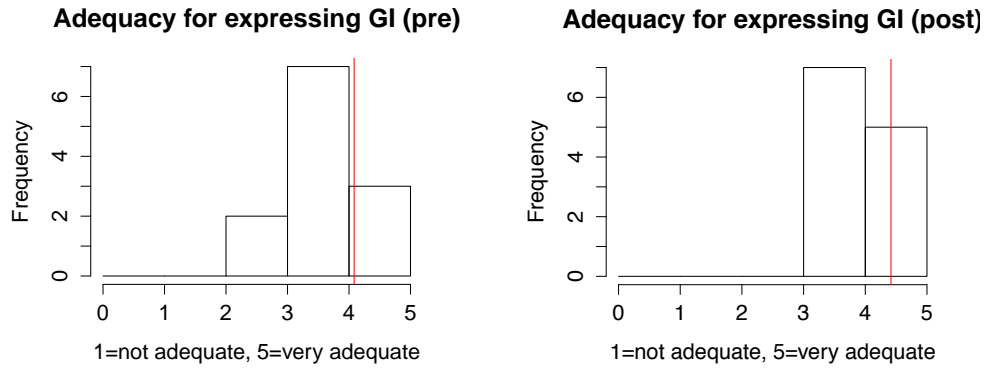 Adequacy for expressing GI (pre)
Frequency
6
4
2
0
0 1 2 3 4 5
1=not adequate, 5=very adequate
Adequacy for expressing GI (post)
Frequency
6
4
2
0
0 1 2 3 4 5
1=not adequate, 5=very adequate